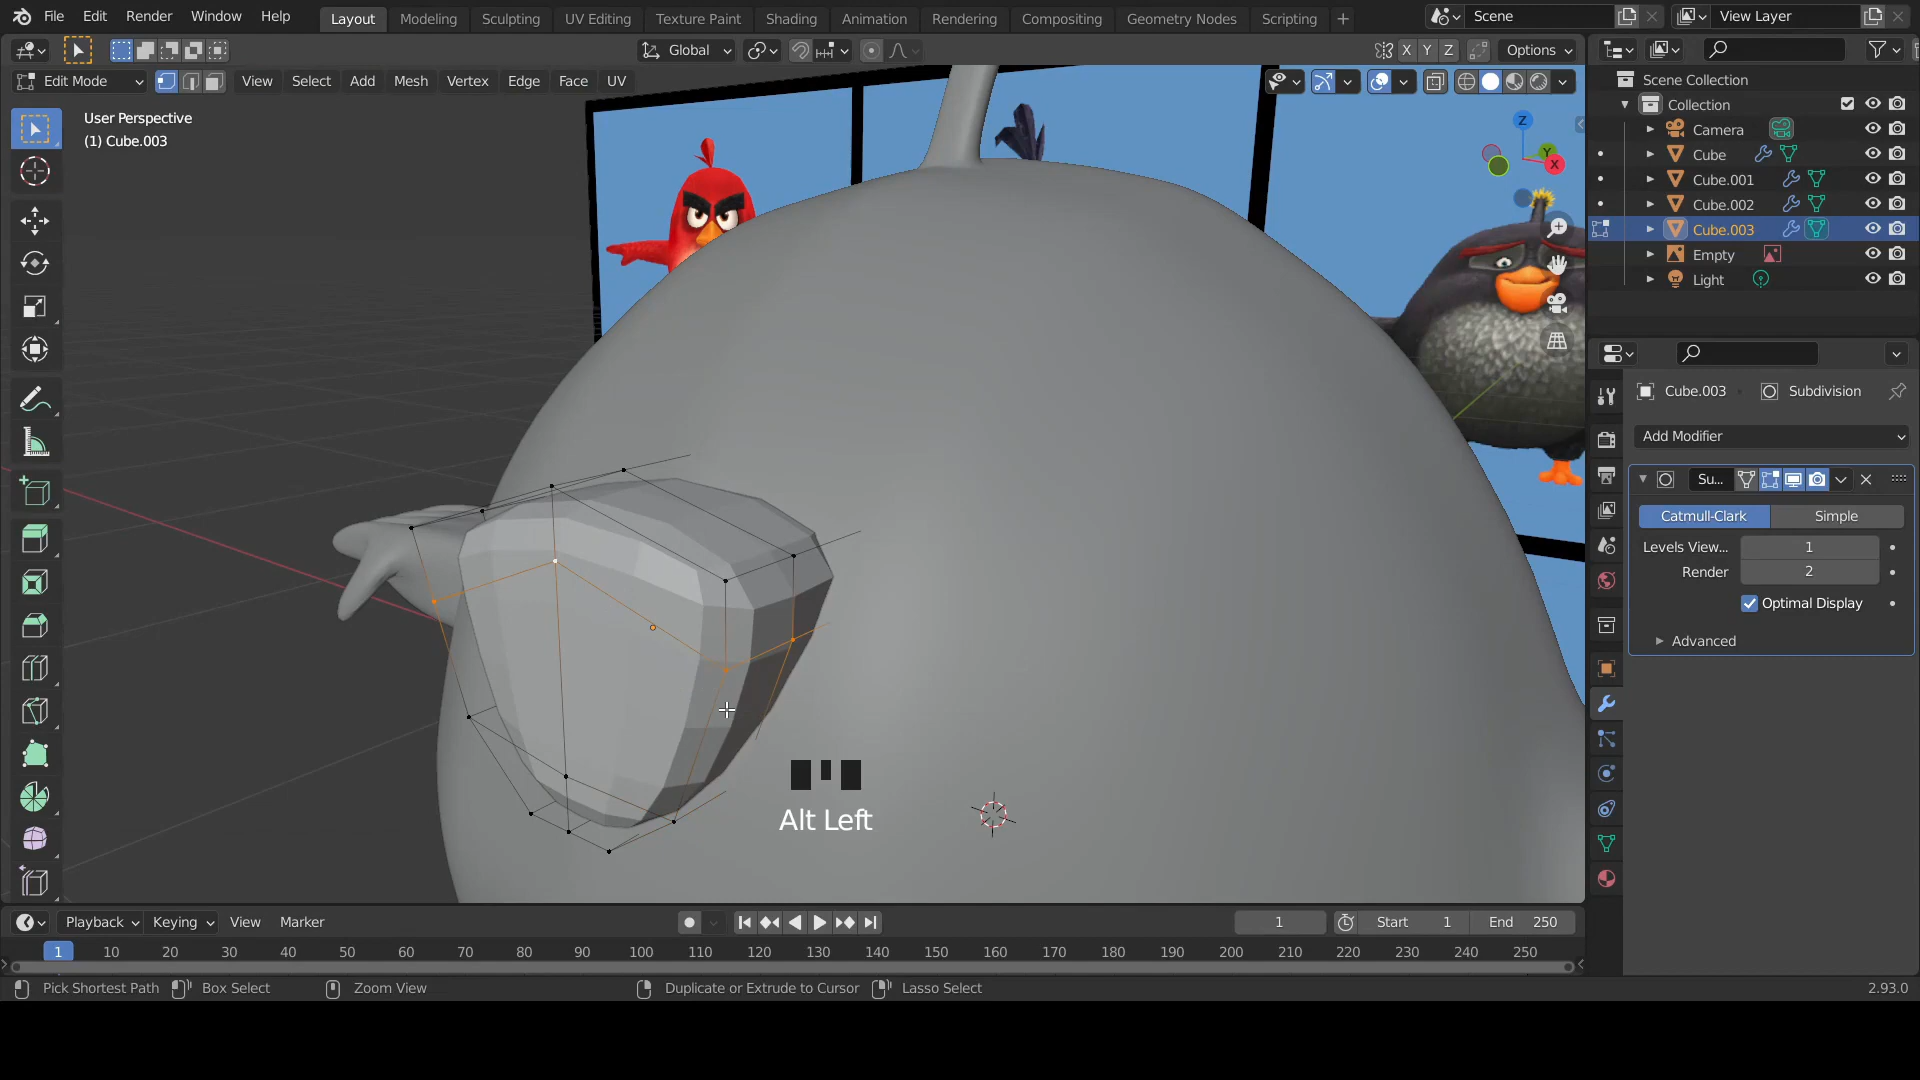 File Edit Render Window Help Layout Modeling Sculpting UV Editing Texture Paint Shading Animation Rendering Compositing Geometry Nodes Scripting + Scene View Layer
Global X Y Z Options
Edit Mode View Select Add Mesh Vertex Edge Face UV
User Perspective
(1) Cube.003
Z
Y
X
Scene Collection
Collection
Camera
Cube
Cube.001
Cube.002
Cube.003
Empty
Light
Cube.003 Subdivision
Add Modifier
Su...
Catmull-Clark Simple
Levels View... 1
Render 2
Optimal Display
Advanced
Alt Left
Playback Keying View Marker 1 Start 1 End 250
1 10 20 30 40 50 60 70 80 90 100 110 120 130 140 150 160 170 180 190 200 210 220 230 240 250
Pick Shortest Path Box Select Zoom View Duplicate or Extrude to Cursor Lasso Select 2.93.0